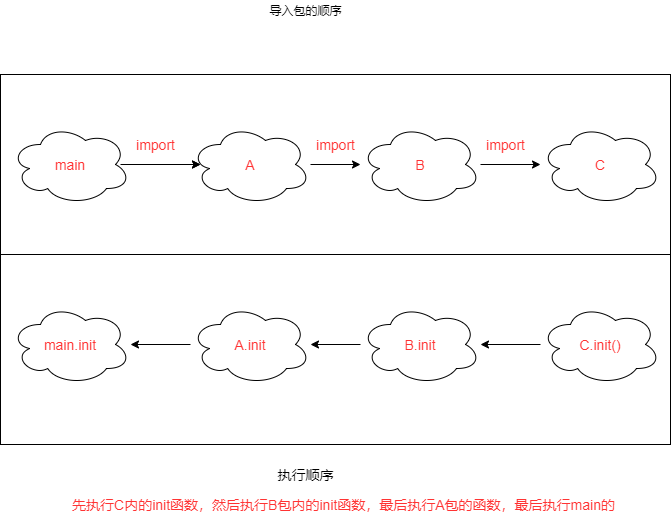 导入包的顺序
import import import
main A B C
main.init A.init B.init C.init()
执行顺序
先执行C内的init函数，然后执行B包内的init函数，最后执行A包的函数，最后执行main的